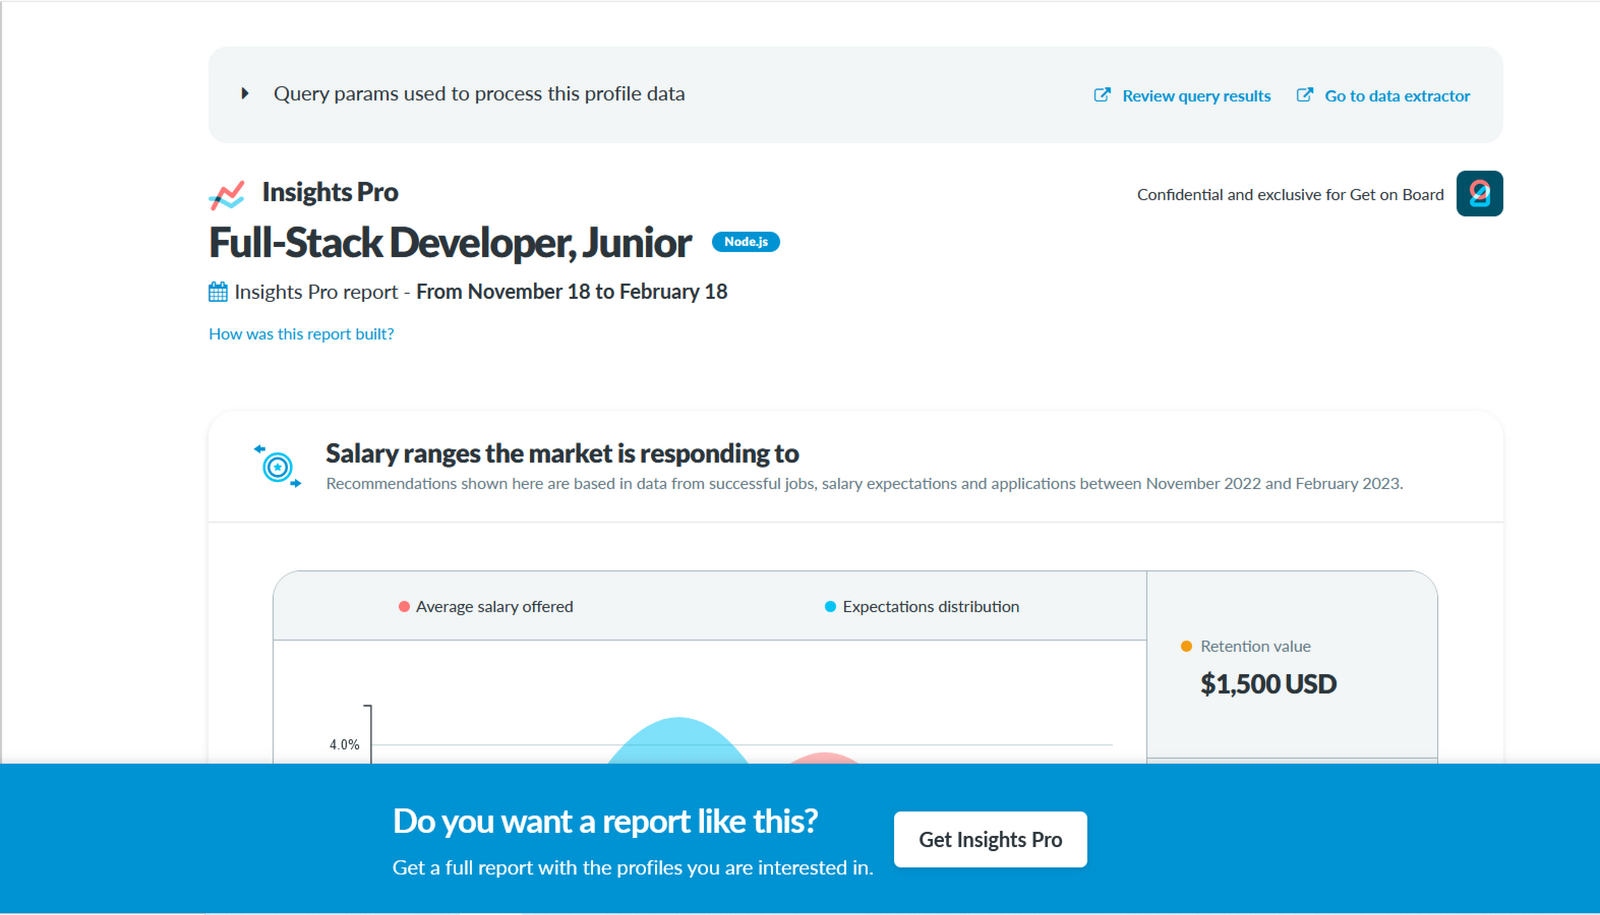 Query params used to process this profile data
Review query results
Go to data extractor
Insights Pro
Confidential and exclusive for Get on Board
Full-Stack Developer, Junior
Node.js
Insights Pro report - From November 18 to February 18
How was this report built?
Salary ranges the market is responding to
Recommendations shown here are based in data from successful jobs, salary expectations and applications between November 2022 and February 2023.
Average salary offered
Expectations distribution
Retention value
$1,500 USD
4.0%
Do you want a report like this?
Get a full report with the profiles you are interested in.
Get Insights Pro